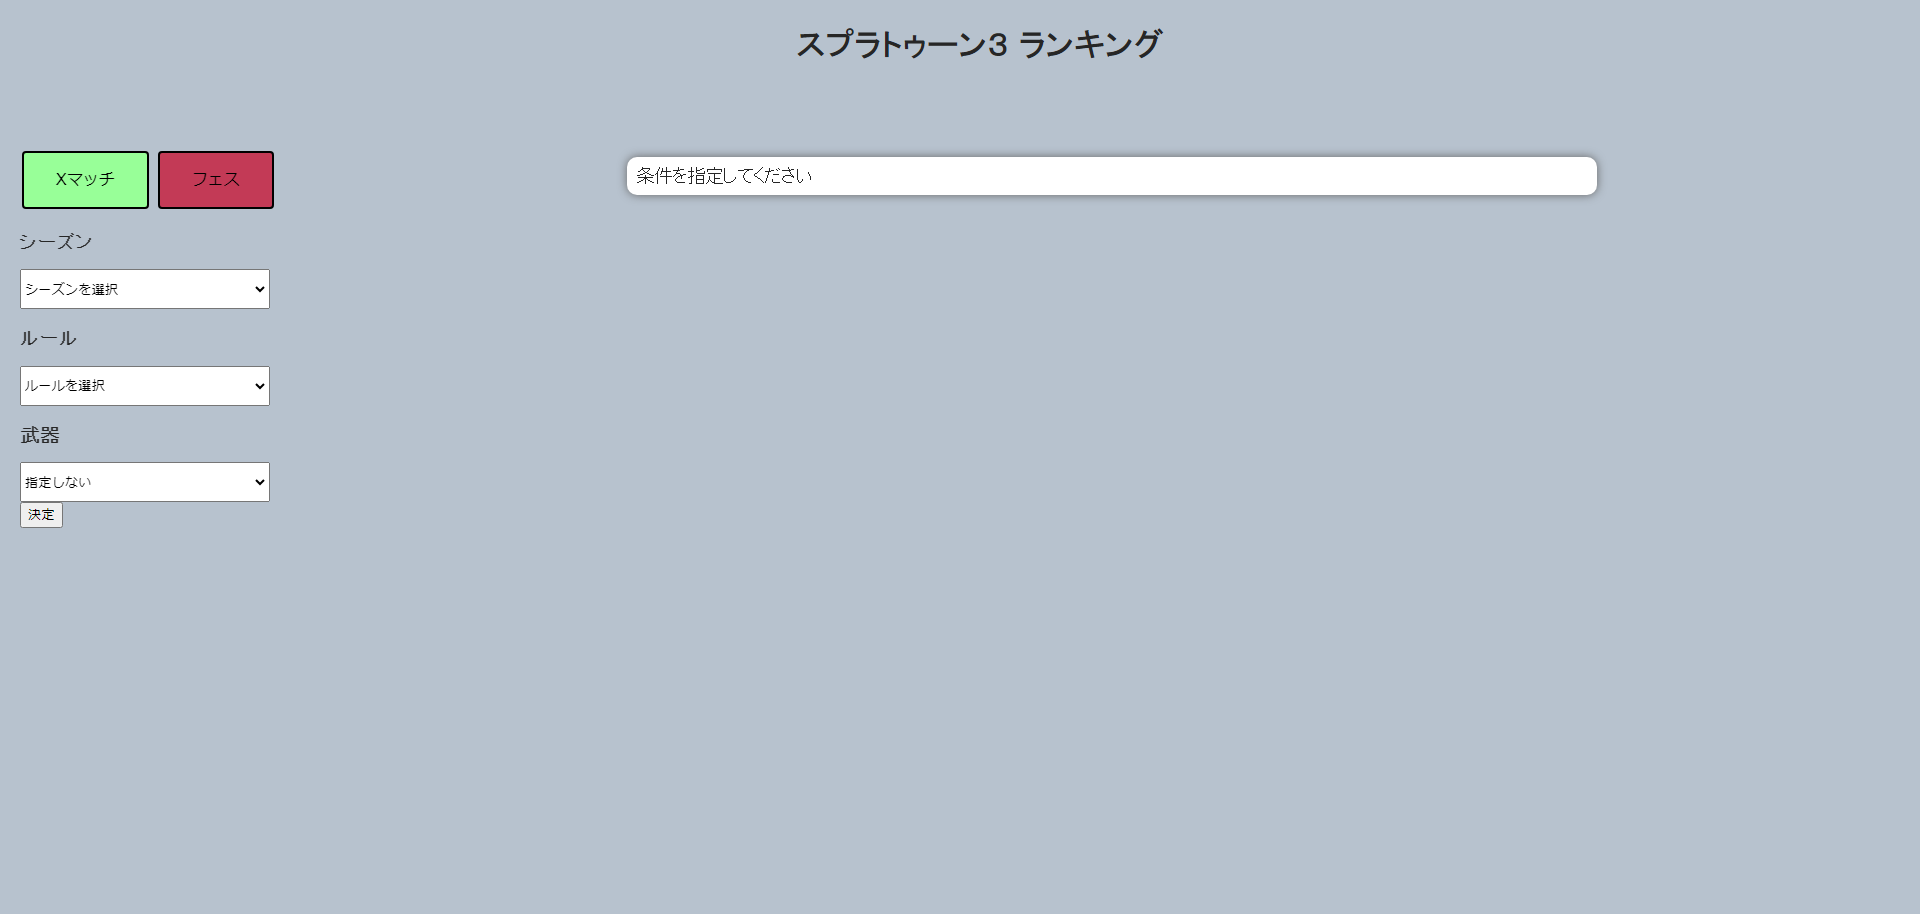 スプラトゥーン3 ランキング
Xマッチ
フェス
条件を指定してください
シーズン
シーズンを選択
ルール
ルールを選択
武器
指定しない
決定